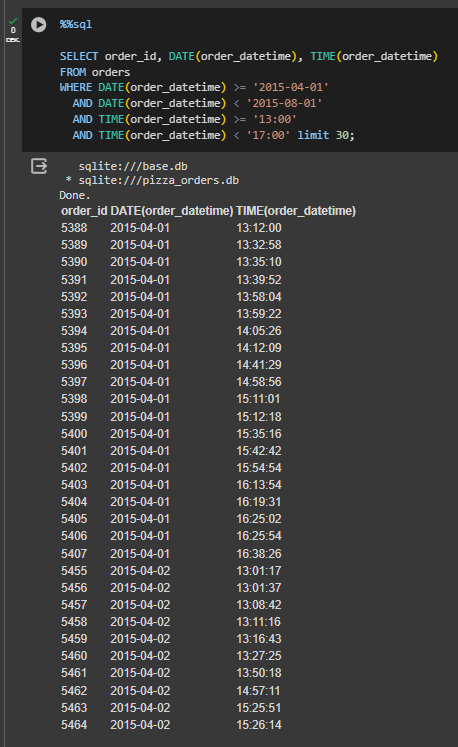 %%sql
0
сек.
SELECT order_id, DATE(order_datetime), TIME(order_datetime)
FROM orders
WHERE DATE(order_datetime) >= '2015-04-01'
AND DATE(order_datetime) < '2015-08-01'
AND TIME(order_datetime) >= '13:00'
AND TIME(order_datetime) < '17:00' limit 30;
sqlite:///base.db
* sqlite:///pizza_orders.db
Done.
order_id DATE(order_datetime) TIME(order_datetime)
5388 2015-04-01 13:12:00
5389 2015-04-01 13:32:58
5390 2015-04-01 13:35:10
5391 2015-04-01 13:39:52
5392 2015-04-01 13:58:04
5393 2015-04-01 13:59:22
5394 2015-04-01 14:05:26
5395 2015-04-01 14:12:09
5396 2015-04-01 14:41:29
5397 2015-04-01 14:58:56
5398 2015-04-01 15:11:01
5399 2015-04-01 15:12:18
5400 2015-04-01 15:35:16
5401 2015-04-01 15:42:42
5402 2015-04-01 15:54:54
5403 2015-04-01 16:13:54
5404 2015-04-01 16:19:31
5405 2015-04-01 16:25:02
5406 2015-04-01 16:25:54
5407 2015-04-01 16:38:26
5455 2015-04-02 13:01:17
5456 2015-04-02 13:01:37
5457 2015-04-02 13:08:42
5458 2015-04-02 13:11:16
5459 2015-04-02 13:16:43
5460 2015-04-02 13:27:25
5461 2015-04-02 13:50:18
5462 2015-04-02 14:57:11
5463 2015-04-02 15:25:51
5464 2015-04-02 15:26:14